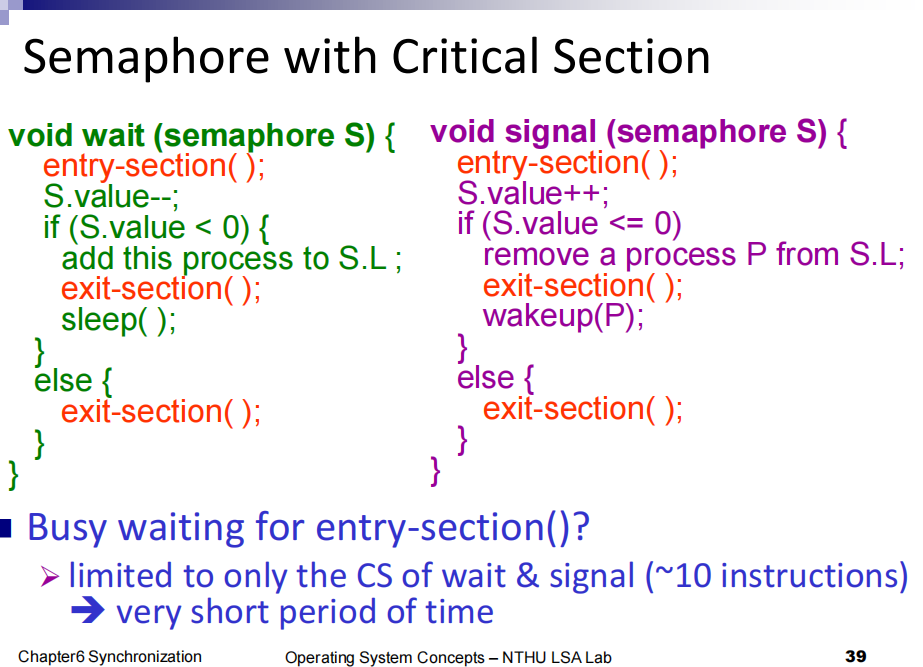 Semaphore with Critical Section
void wait (semaphore S) {
entry-section( );
S.value--;
if (S.value < 0) {
add this process to S.L ;
exit-section( );
sleep( );
}
else {
exit-section( );
}
}
void signal (semaphore S) {
entry-section( );
S.value++;
if (S.value <= 0)
remove a process P from S.L;
exit-section( );
wakeup(P);
}
else {
exit-section( );
}
}
Busy waiting for entry-section()?
limited to only the CS of wait & signal (~10 instructions)
➔ very short period of time
Chapter6 Synchronization
Operating System Concepts – NTHU LSA Lab
39